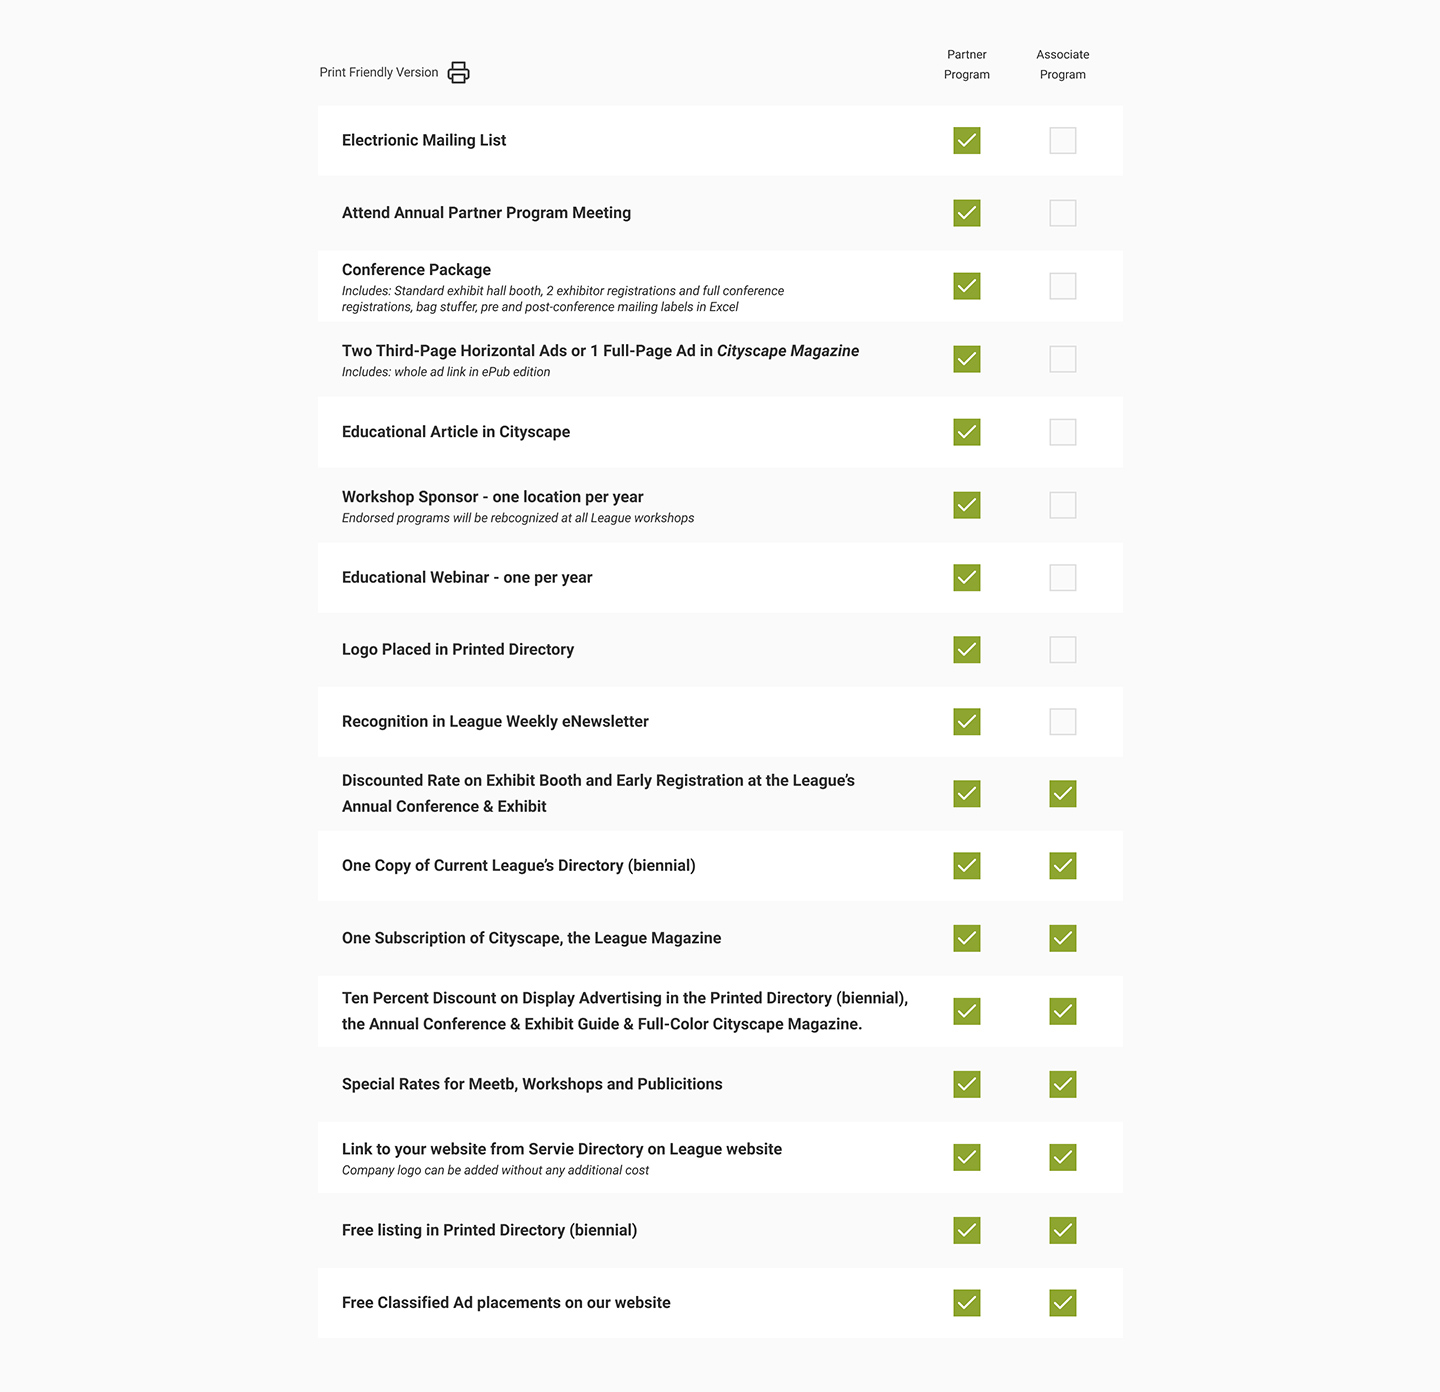 Print Friendly Version
Partner
Program
Associate
Program
Electrionic Mailing List
Attend Annual Partner Program Meeting
Conference Package
Includes: Standard exhibit hall booth, 2 exhibitor registrations and full conference
registrations, bag stuffer, pre and post-conference mailing labels in Excel
Two Third-Page Horizontal Ads or 1 Full-Page Ad in Cityscape Magazine
Includes: whole ad link in ePub edition
Educational Article in Cityscape
Workshop Sponsor - one location per year
Endorsed programs will be rebcognized at all League workshops
Educational Webinar - one per year
Logo Placed in Printed Directory
Recognition in League Weekly eNewsletter
Discounted Rate on Exhibit Booth and Early Registration at the League’s
Annual Conference & Exhibit
One Copy of Current League’s Directory (biennial)
One Subscription of Cityscape, the League Magazine
Ten Percent Discount on Display Advertising in the Printed Directory (biennial),
the Annual Conference & Exhibit Guide & Full-Color Cityscape Magazine.
Special Rates for Meetb, Workshops and Publicitions
Link to your website from Servie Directory on League website
Company logo can be added without any additional cost
Free listing in Printed Directory (biennial)
Free Classified Ad placements on our website